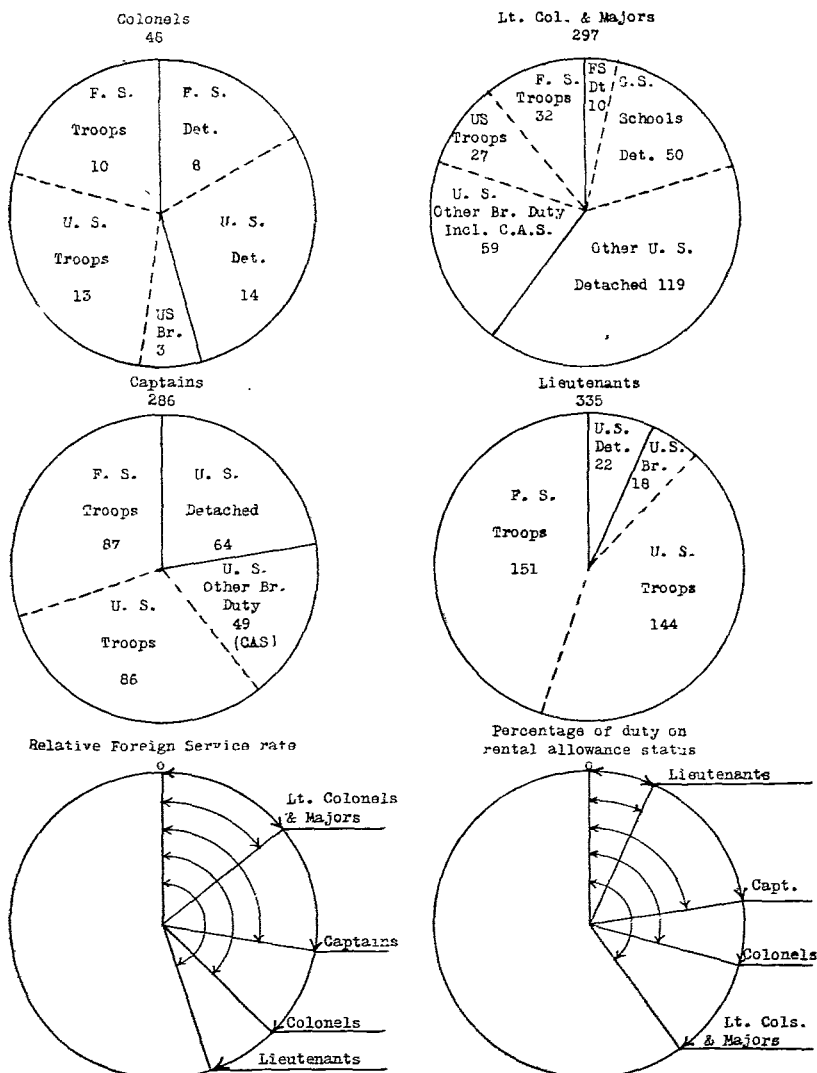 Colonels
48
F. S.
Troops
10
F. S.
Det.
8
U. S.
Troops
13
U. S.
Det.
14
US
Br.
3
Lt. Col. & Majors
297
F. S.
Troops
32
FS
Dt
10
G.S.
Schools
Det. 50
US
Troops
27
U. S.
Other Br. Duty
Incl. C.A.S.
59
Other U. S.
Detached 119
Captains
286
F. S.
Troops
87
U. S.
Detached
64
U. S.
Other Br.
Duty
49
(CAS)
U. S.
Troops
86
Lieutenants
335
U.S.
Det.
22
U.S.
Br.
18
F. S.
Troops
151
U. S.
Troops
144
Relative Foreign Service rate
0
Lt. Colonels
& Majors
Captains
Colonels
Lieutenants
Percentage of duty on
rental allowance status
0
Lieutenants
Capt.
Colonels
Lt. Cols.
& Majors